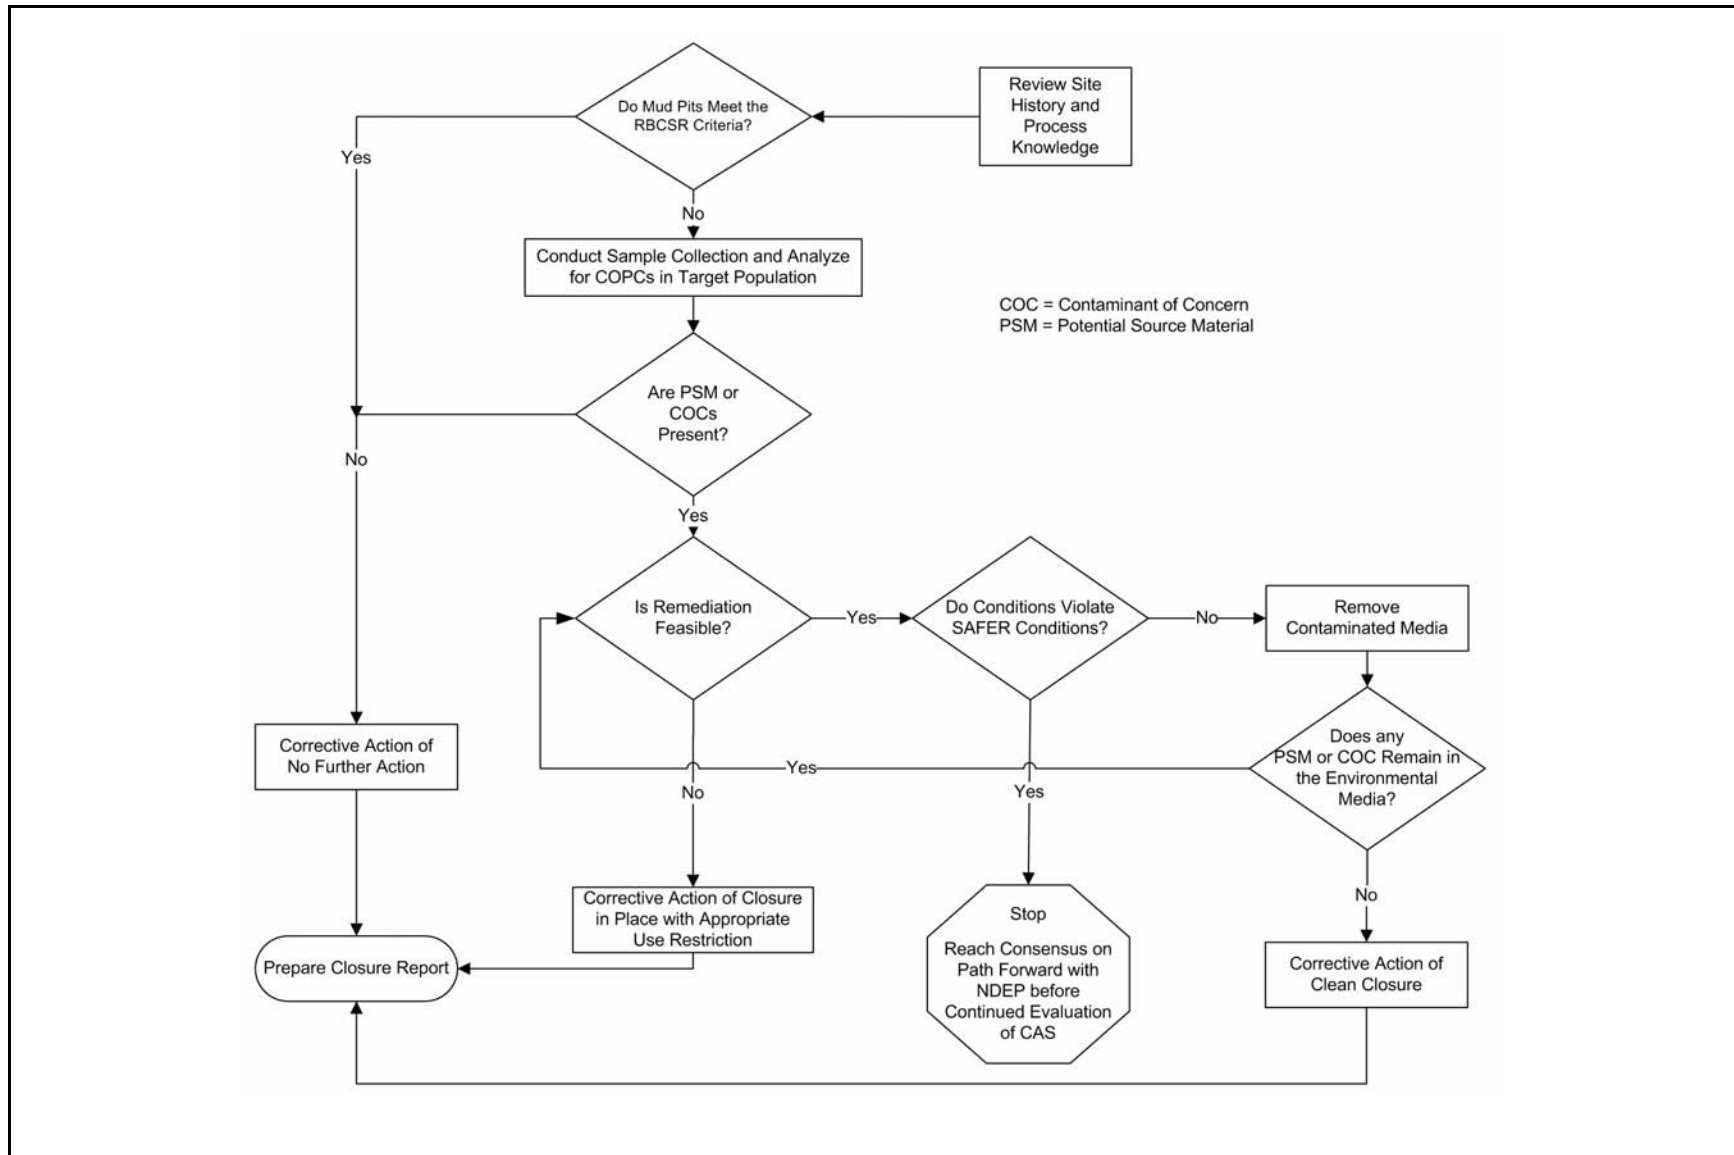 Do Mud Pits Meet the
RBCSR Criteria?
Review Site
History and
Process
Knowledge
Yes
No
Conduct Sample Collection and Analyze
for COPCs in Target Population
COC = Contaminant of Concern
PSM = Potential Source Material
Are PSM or
COCs
Present?
No
Yes
Is Remediation
Feasible?
Yes
Do Conditions Violate
SAFER Conditions?
No
Remove
Contaminated Media
Corrective Action of
No Further Action
Does any
PSM or COC Remain in
the Environmental
Media?
Yes
No
Yes
No
Corrective Action of Closure
in Place with Appropriate
Use Restriction
Stop
Reach Consensus on
Path Forward with
NDEP before
Continued Evaluation
of CAS
Prepare Closure Report
Corrective Action of
Clean Closure